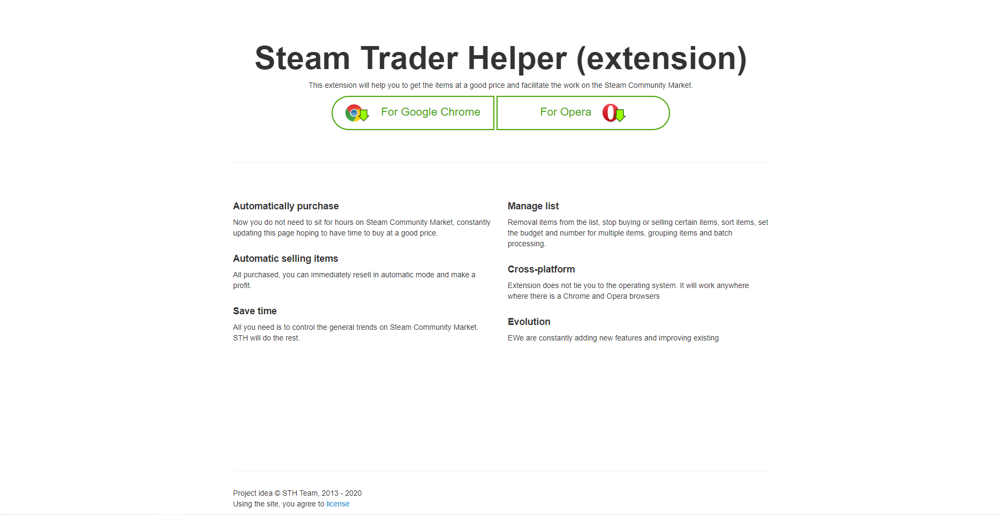 Steam Trader Helper (extension)
This extension will help you to get the items at a good price and facilitate the work on the Steam Community Market.
For Google Chrome
For Opera
Automatically purchase
Now you do not need to sit for hours on Steam Community Market, constantly
updating this page hoping to have time to buy at a good price.
Automatic selling items
All purchased, you can immediately resell in automatic mode and make a
profit.
Save time
All you need is to control the general trends on Steam Community Market.
STH will do the rest.
Manage list
Removal items from the list, stop buying or selling certain items, sort items, set
the budget and number for multiple items, grouping items and batch
processing.
Cross-platform
Extension does not tie you to the operating system. It will work anywhere
where there is a Chrome and Opera browsers
Evolution
EWe are constantly adding new features and improving existing
Project idea © STH Team, 2013 - 2020
Using the site, you agree to license